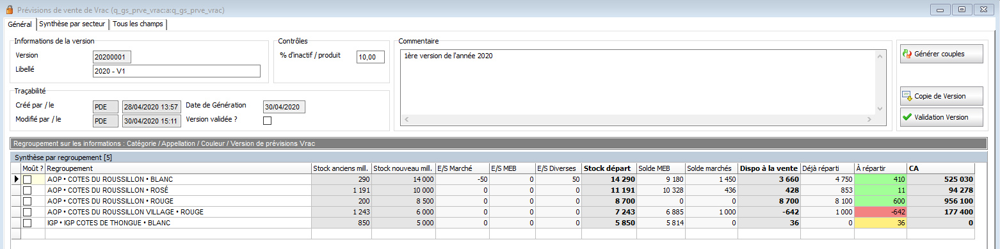 Prévisions de vente de Vrac (q_gs_prve_vrac:a:q_gs_prve_vrac)
Général Synthèse par secteur Tous les champs
Informations de la version
Version 20200001
Libellé 2020 - V1
Contrôles
% d'inactif / produit 10,00
Commentaire
1ère version de l'année 2020
Générer couples
Copie de Version
Validation Version
Traçabilité
Créé par / le PDE 28/04/2020 13:57 Date de Génération 30/04/2020
Modifié par / le PDE 30/04/2020 15:11 Version validée ?
Regroupement sur les informations : Catégorie / Appellation / Couleur / Version de prévisions Vrac
Synthèse par regroupement [5]
Moût ? Regroupement Stock anciens mill. Stock nouveau mill. E/S Marché E/S MEB E/S Diverses Stock départ Solde MEB Solde marchés Dispo à la vente Déjà réparti À répartir CA
AOP • COTES DU ROUSSILLON • BLANC 290 14 000 -50 0 50 14 290 9 180 1 450 3 660 4 750 410 525 030
AOP • COTES DU ROUSSILLON • ROSÉ 1 191 10 000 0 0 0 11 191 10 328 436 428 853 11 94 278
AOP • COTES DU ROUSSILLON • ROUGE 200 8 500 0 0 0 8 700 0 0 8 700 8 100 600 956 100
AOP • COTES DU ROUSSILLON VILLAGE • ROUGE 1 243 6 000 0 0 0 7 243 6 885 1 000 -642 1 000 -642 177 400
IGP • IGP COTES DE THONGUE • BLANC 850 5 000 0 0 0 5 850 5 814 0 36 0 36 0